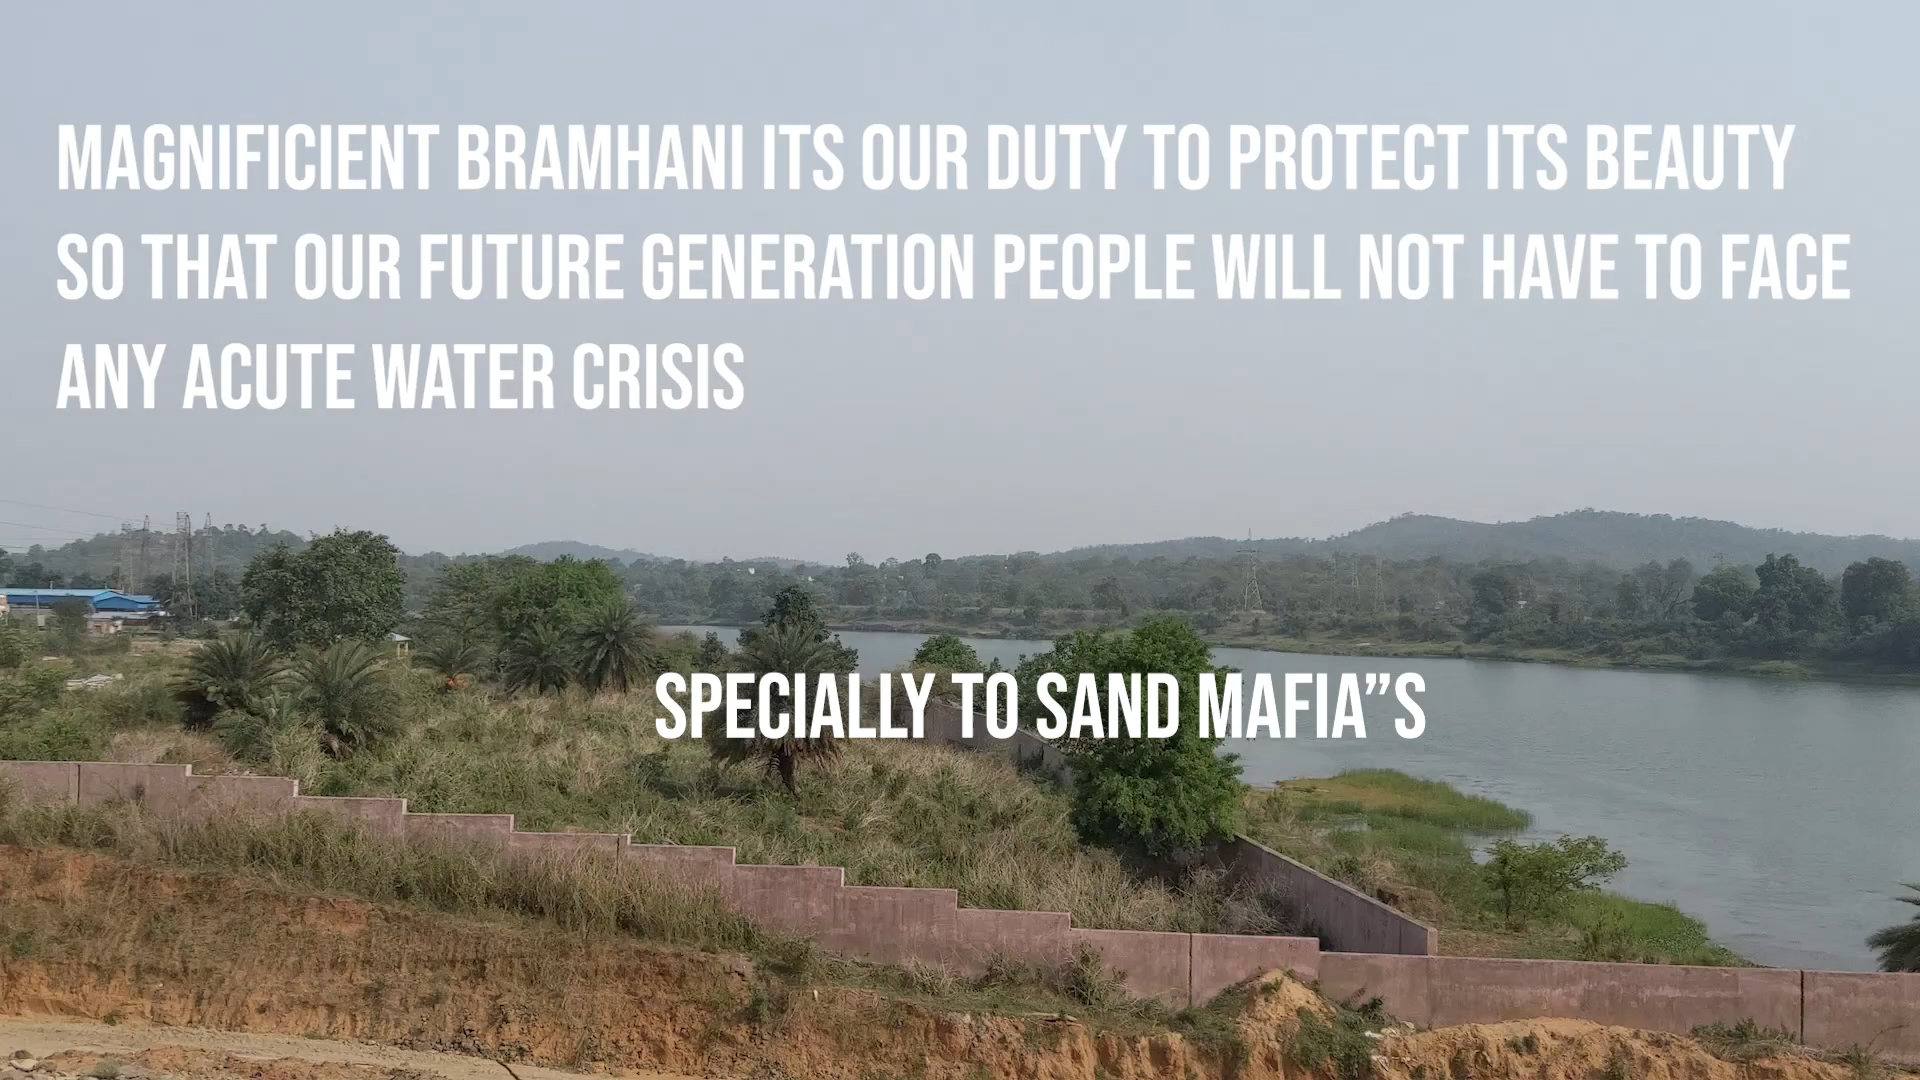 MAGNIFICIENT BRAMHANI ITS OUR DUTY TO PROTECT ITS BEAUTY
SO THAT OUR FUTURE GENERATION PEOPLE WILL NOT HAVE TO FACE
ANY ACUTE WATER CRISIS
SPECIALLY TO SAND MAFIA”S